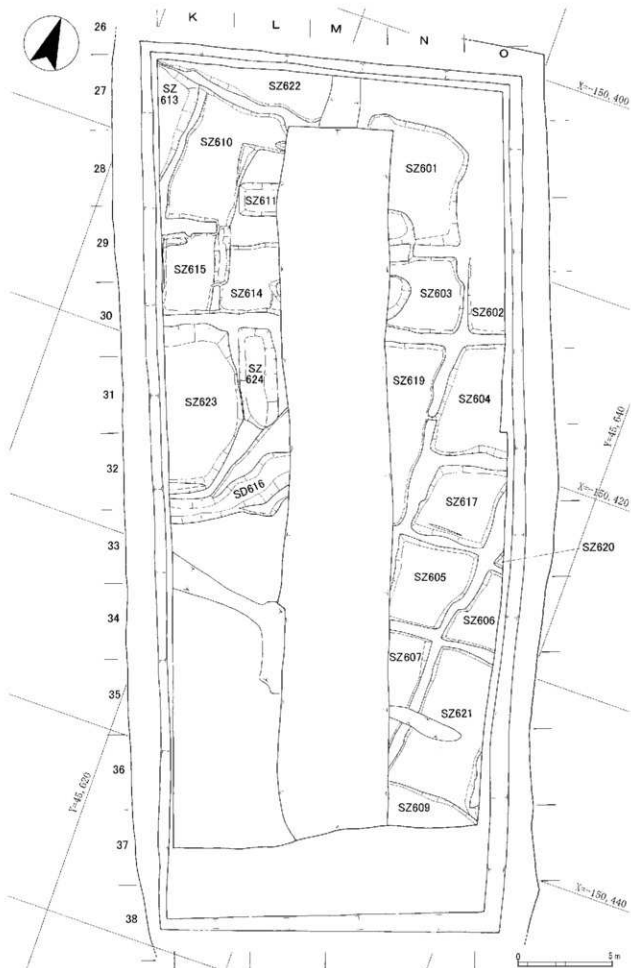 K
L
M
N
O
26
27
28
29
30
31
32
33
34
35
36
37
38
SZ
613
SZ622
SZ610
SZ601
SZ611
SZ615
SZ614
SZ603
SZ602
SZ
624
SZ623
SZ619
SZ604
SD616
SZ617
SZ620
SZ605
SZ606
SZ607
SZ621
SZ609
X=-150,400
Y=45,640
X=-150,420
Y=45,620
X=-150,440
0
5m